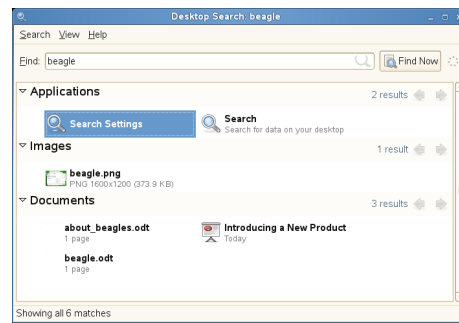 Desktop Search: beagle
Search View Help
Find: beagle Find Now
Applications 2 results
Search Settings Search
Search for data on your desktop
Images 1 result
beagle.png
PNG 1600x1200 (373.9 KB)
Documents 3 results
about_beagles.odt Introducing a New Product
1 page Today
beagle.odt
1 page
Showing all 6 matches